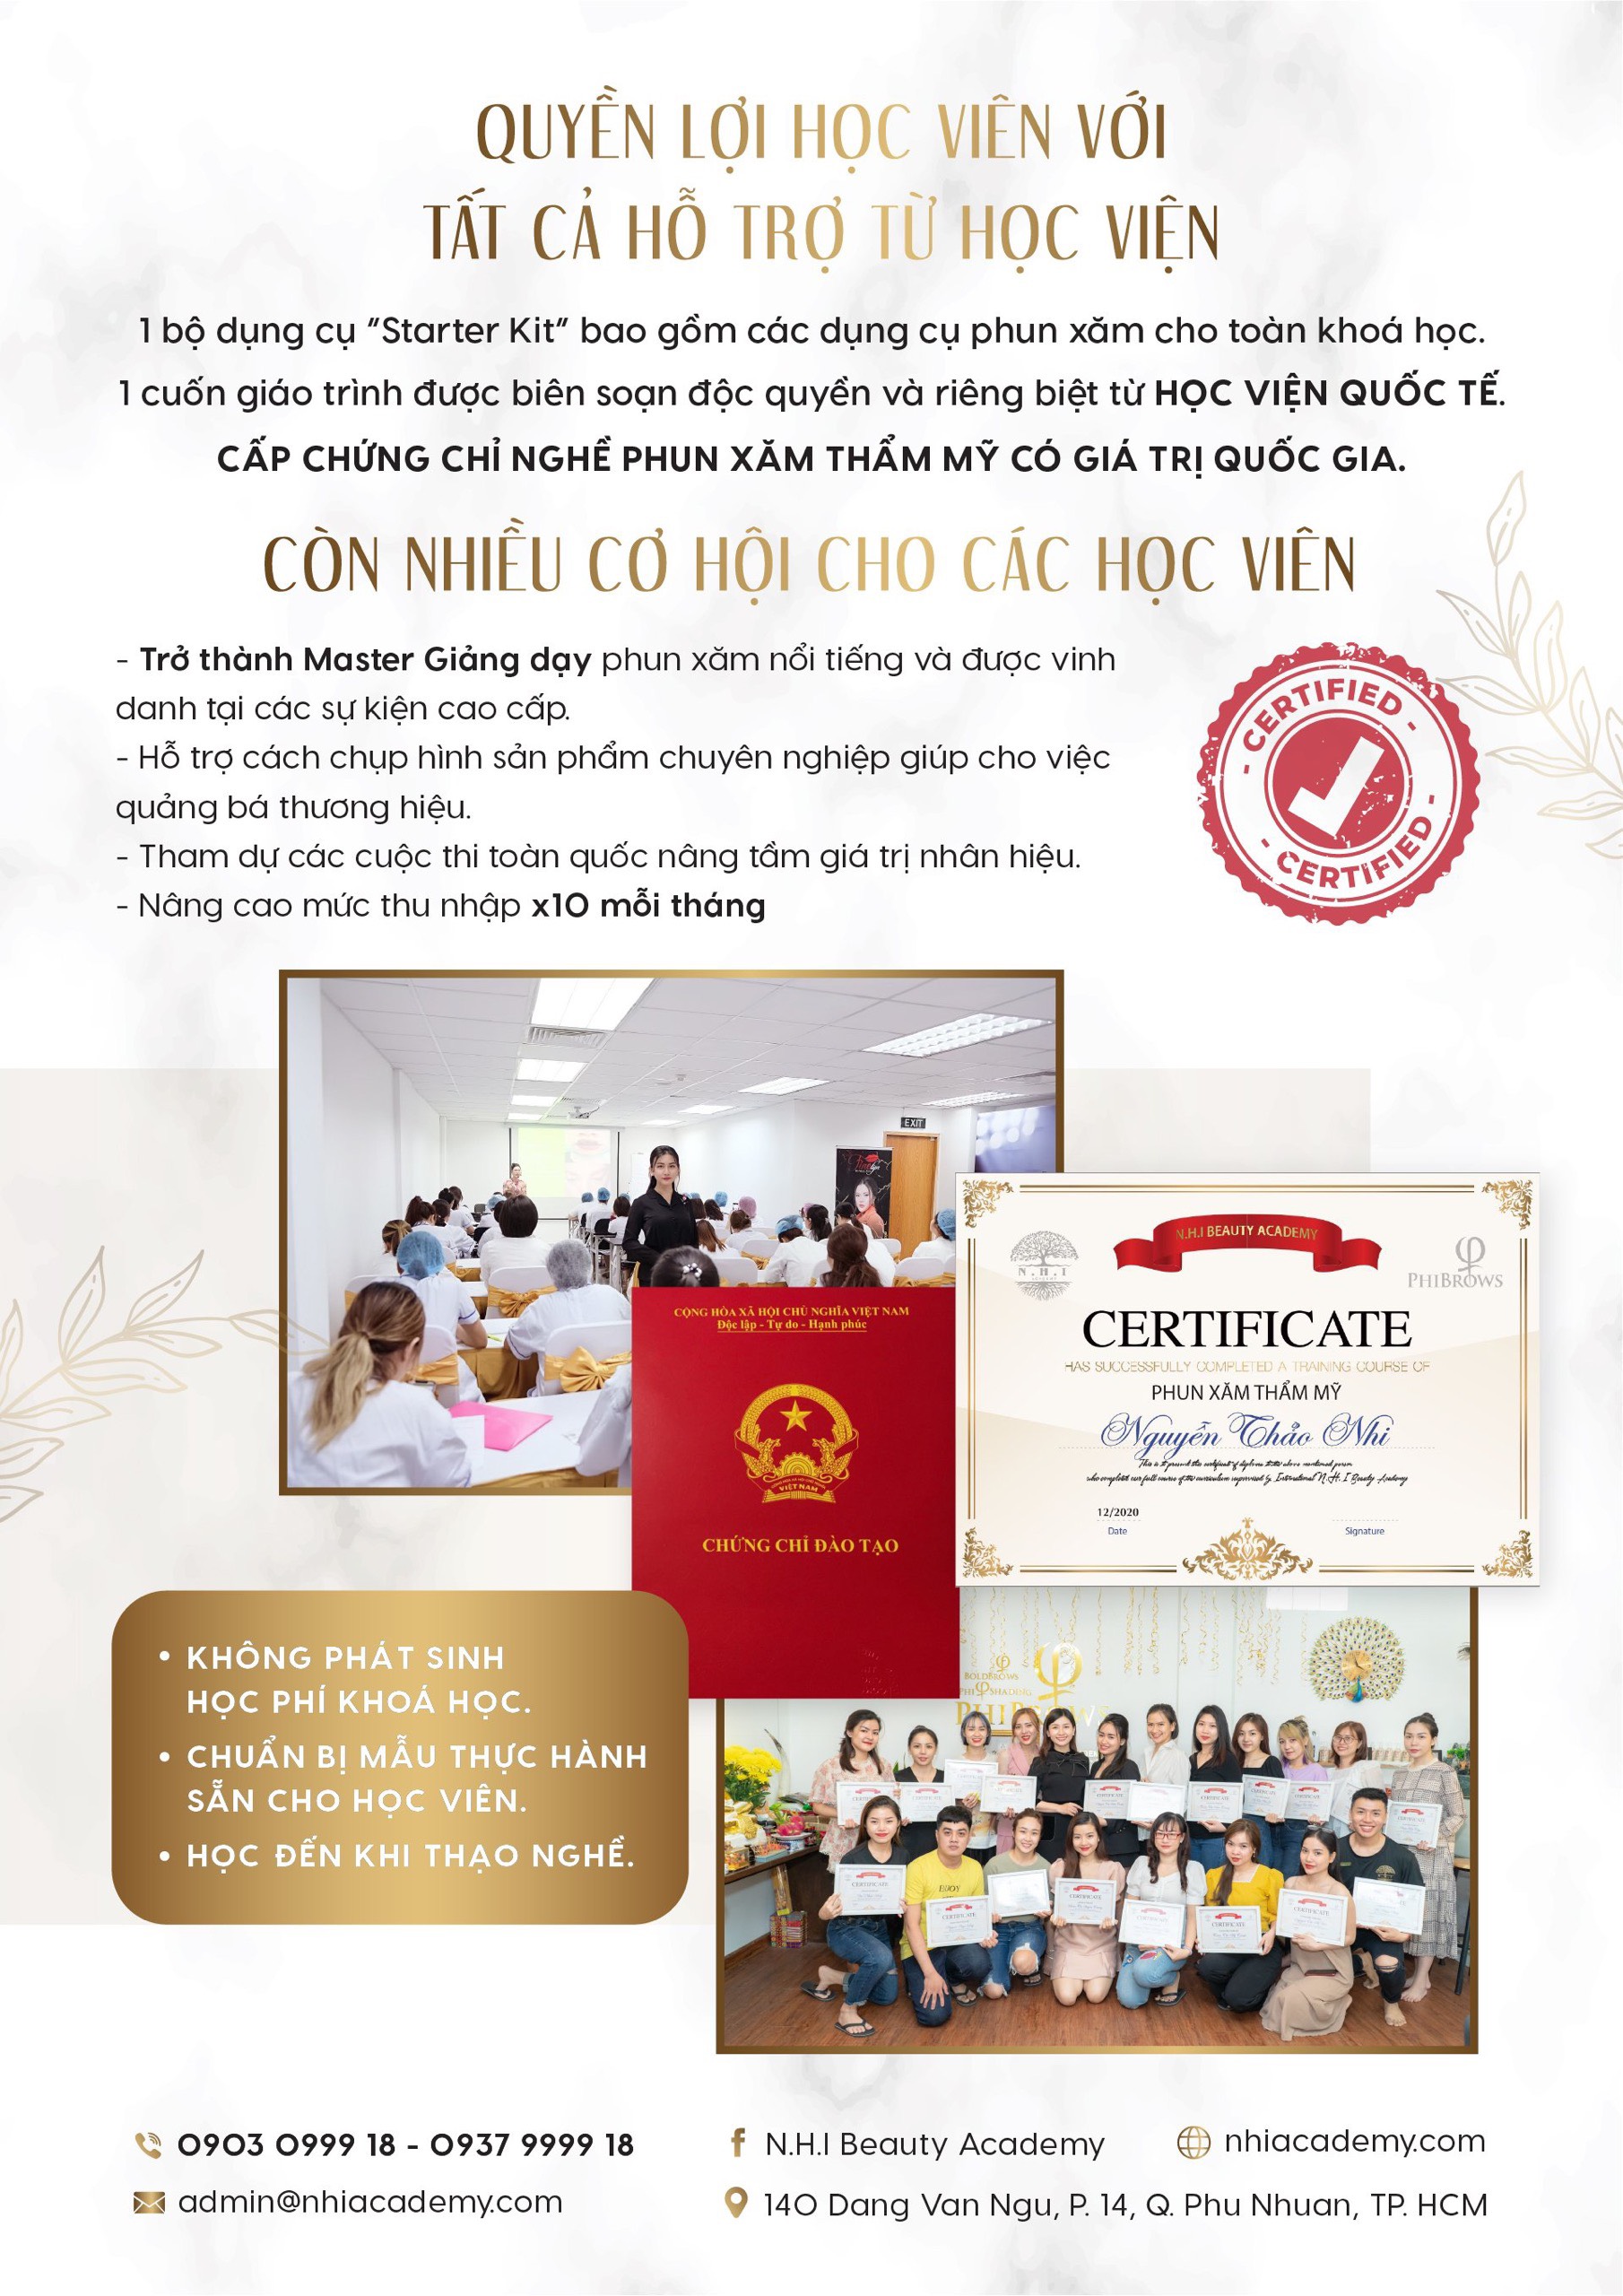 QUYỀN LỢI HỌC VIÊN VỚI
TẤT CẢ HỖ TRỢ TỪ HỌC VIỆN
1 bộ dụng cụ "Starter Kit" bao gồm các dụng cụ phun xăm cho toàn khoá học.
1 cuốn giáo trình được biên soạn độc quyền và riêng biệt từ HỌC VIỆN QUỐC TẾ.
CẤP CHỨNG CHỈ NGHỀ PHUN XĂM THẨM MỸ CÓ GIÁ TRỊ QUỐC GIA.
CÒN NHIỀU CƠ HỘI CHO CÁC HỌC VIÊN
- Trở thành Master Giảng dạy phun xăm nổi tiếng và được vinh
danh tại các sự kiện cao cấp.
- Hỗ trợ cách chụp hình sản phẩm chuyên nghiệp giúp cho việc
quảng bá thương hiệu.
- Tham dự các cuộc thi toàn quốc nâng tầm giá trị nhân hiệu.
- Nâng cao mức thu nhập x10 mỗi tháng
- CERTIFIED -
- CERTIFIED -
EXIT
N.H.I BEAUTY ACADEMY
N.H.I
PHIBROWS
CERTIFICATE
HAS SUCCESSFULLY COMPLETED A TRAINING COURSE OF
PHUN XĂM THẨM MỸ
Nguyễn Thảo Nhi
This is to present this certificate of diploma to the above mentioned person
who completed our full course of the curriculum supervised by International N.H.I Beauty Academy
12/2020
Date
Signature
CỘNG HÒA XÃ HỘI CHỦ NGHĨA VIỆT NAM
Độc lập - Tự do - Hạnh phúc
VIỆT NAM
CHỨNG CHỈ ĐÀO TẠO
• KHÔNG PHÁT SINH
HỌC PHÍ KHOÁ HỌC.
• CHUẨN BỊ MẪU THỰC HÀNH
SẴN CHO HỌC VIÊN.
• HỌC ĐẾN KHI THẠO NGHỀ.
BOLDBROWS
PHI SHADING
PHIBROWS
CERTIFICATE
0903 0999 18 - 0937 9999 18
N.H.I Beauty Academy
nhiacademy.com
admin@nhiacademy.com
140 Dang Van Ngu, P. 14, Q. Phu Nhuan, TP. HCM